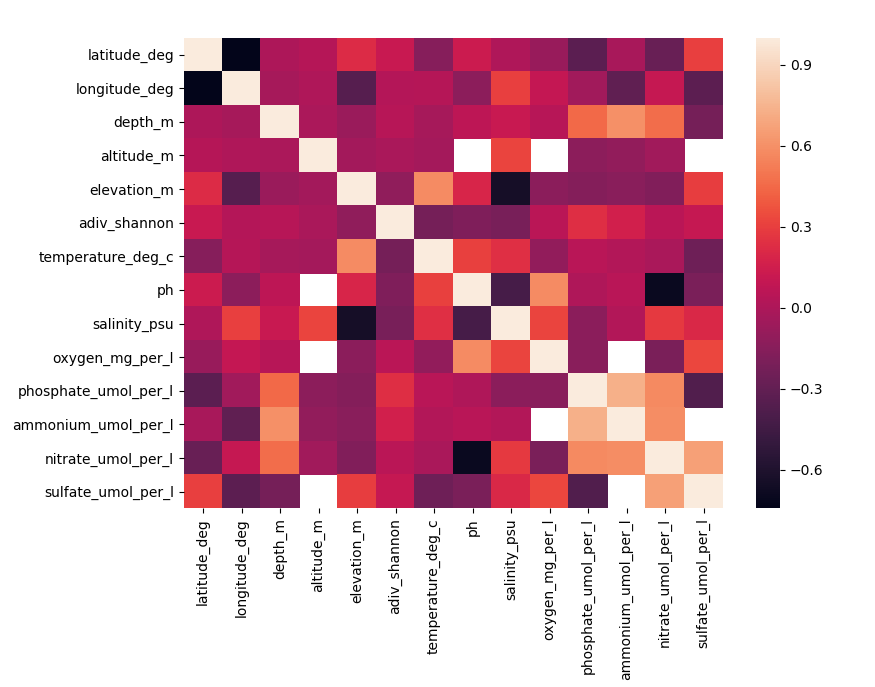 latitude_deg
longitude_deg
depth_m
altitude_m
elevation_m
adiv_shannon
temperature_deg_c
ph
salinity_psu
oxygen_mg_per_l
phosphate_umol_per_l
ammonium_umol_per_l
nitrate_umol_per_l
sulfate_umol_per_l
latitude_deg
longitude_deg
depth_m
altitude_m
elevation_m
adiv_shannon
temperature_deg_c
ph
salinity_psu
oxygen_mg_per_l
phosphate_umol_per_l
ammonium_umol_per_l
nitrate_umol_per_l
sulfate_umol_per_l
0.9
0.6
0.3
0.0
−0.3
−0.6